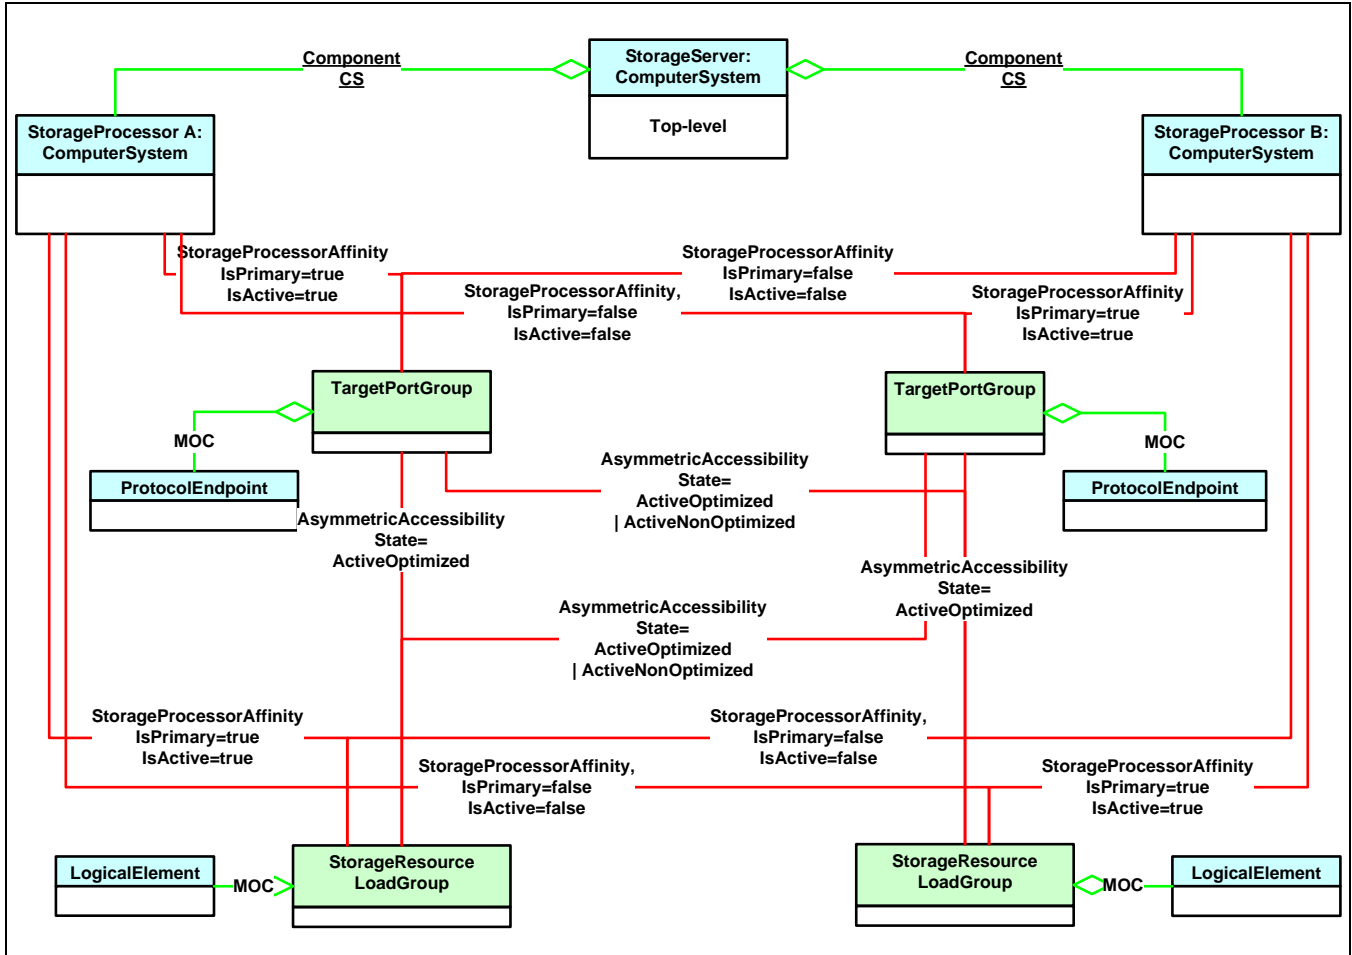 Component
CS
StorageServer:
ComputerSystem
Top-level
Component
CS
StorageProcessor A:
ComputerSystem
StorageProcessor B:
ComputerSystem
StorageProcessorAffinity
IsPrimary=true
IsActive=true
StorageProcessorAffinity
IsPrimary=false
IsActive=false
StorageProcessorAffinity,
IsPrimary=false
IsActive=false
StorageProcessorAffinity
IsPrimary=true
IsActive=true
TargetPortGroup
TargetPortGroup
MOC
MOC
ProtocolEndpoint
ProtocolEndpoint
AsymmetricAccessibility
State=
ActiveOptimized
| ActiveNonOptimized
AsymmetricAccessibility
State=
ActiveOptimized
AsymmetricAccessibility
State=
ActiveOptimized
AsymmetricAccessibility
State=
ActiveOptimized
| ActiveNonOptimized
StorageProcessorAffinity
IsPrimary=true
IsActive=true
StorageProcessorAffinity,
IsPrimary=false
IsActive=false
StorageProcessorAffinity,
IsPrimary=false
IsActive=false
StorageProcessorAffinity
IsPrimary=true
IsActive=true
LogicalElement
MOC
StorageResource
LoadGroup
StorageResource
LoadGroup
MOC
LogicalElement